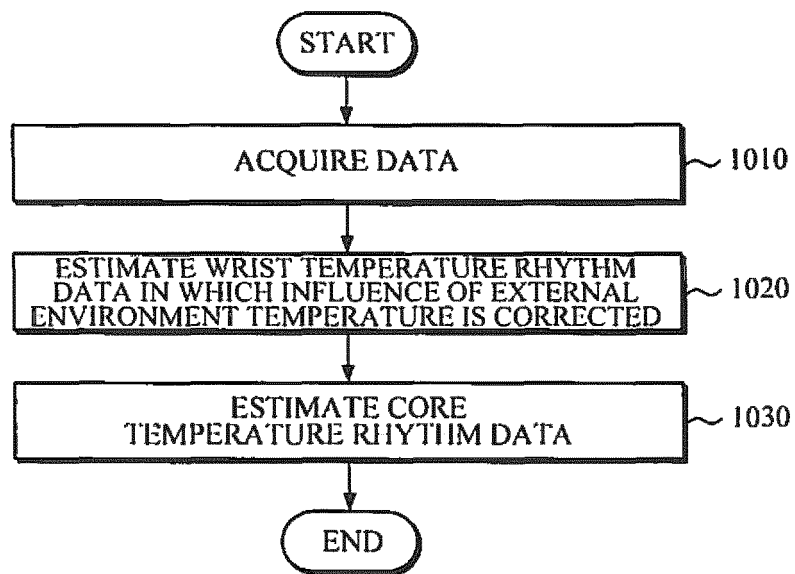 START
ACQUIRE DATA
1010
ESTIMATE WRIST TEMPERATURE RHYTHM
DATA IN WHICH INFLUENCE OF EXTERNAL
ENVIRONMENT TEMPERATURE IS CORRECTED
1020
ESTIMATE CORE
TEMPERATURE RHYTHM DATA
1030
END